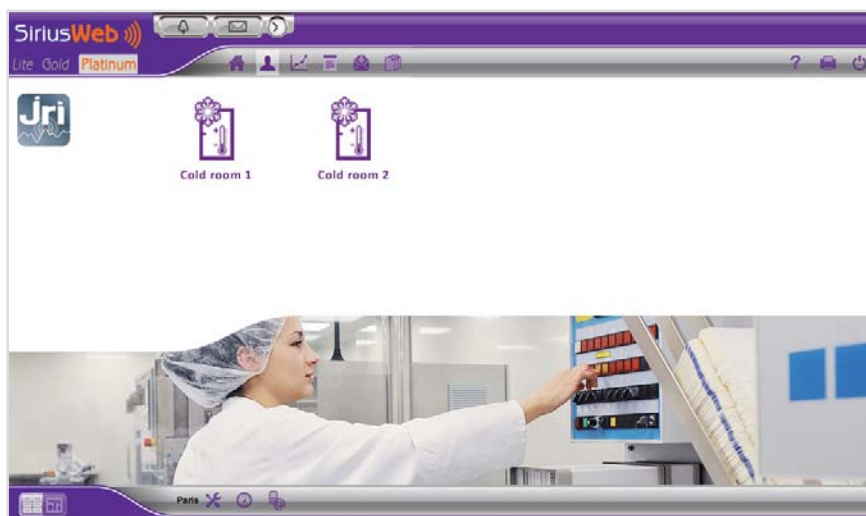 SiriusWeb
Lite Gold Platinum
?
jri
Cold room 1
Cold room 2
Paris